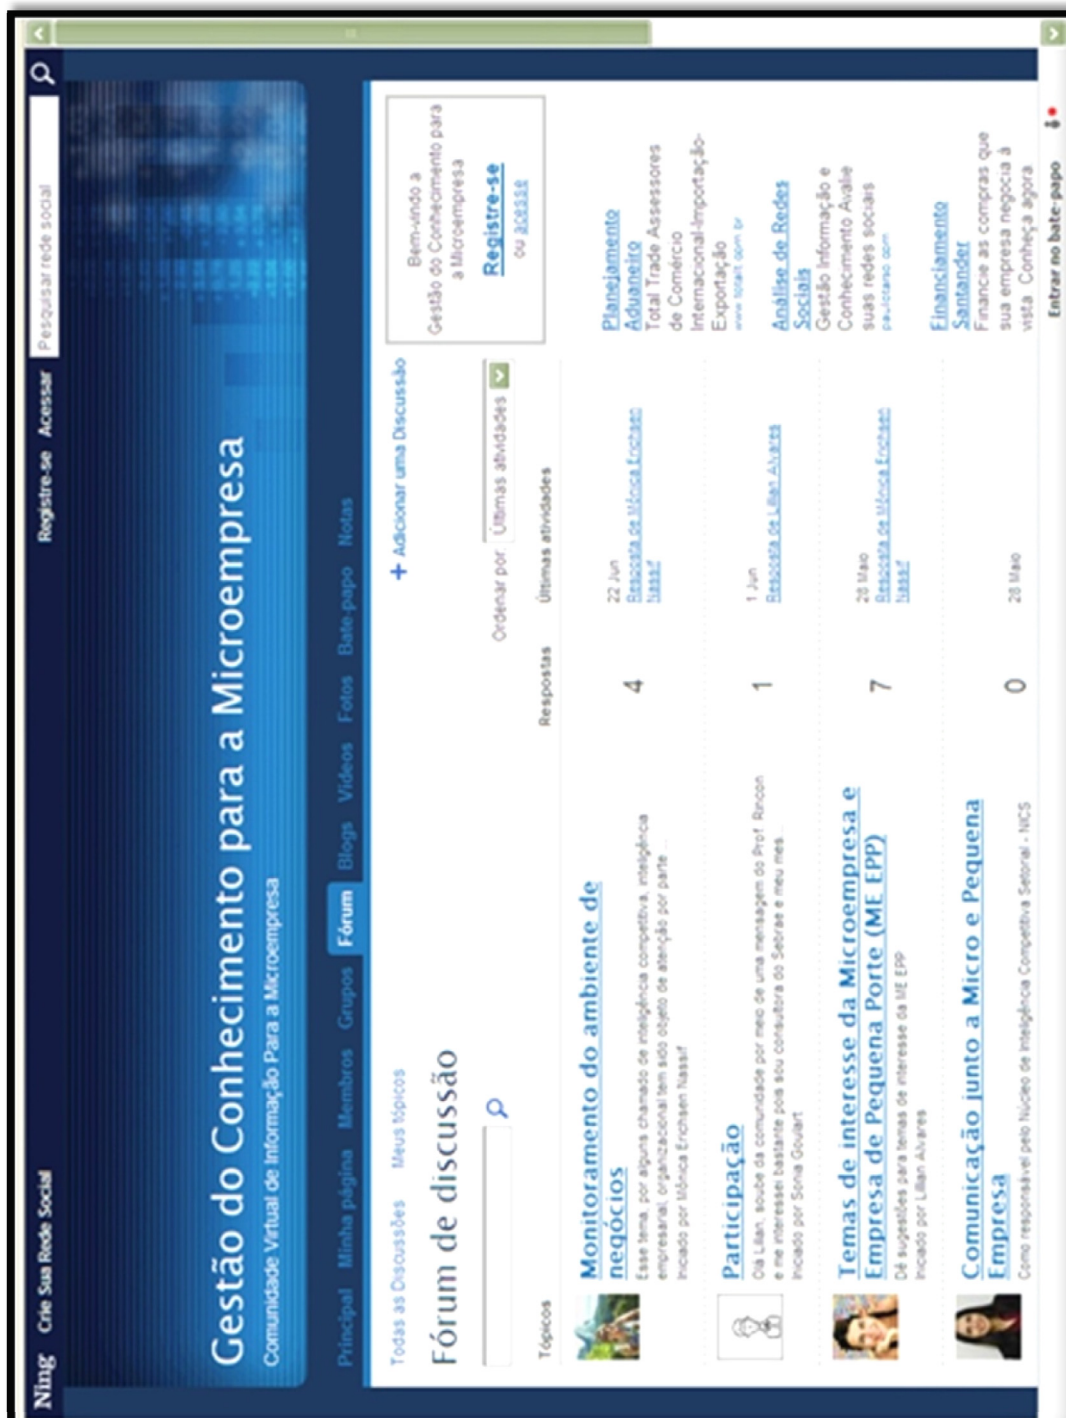 Ning Crie Sua Rede Social Registre-se Acessar Pesquisar rede social
Gestão do Conhecimento para a Microempresa
Comunidade Virtual de Informação Para a Microempresa
Principal Minha página Membros Grupos Fórum Blogs Vídeos Fotos Bate-papo Notas
Todas as Discussões Meus tópicos + Adicionar uma Discussão
Fórum de discussão
Ordenar por: Últimas atividades
Tópicos Respostas Últimas atividades
Monitoramento do ambiente de
negócios
Esse tema, por alguns chamado de inteligência competitiva, inteligência
empresarial, organizacional tem sido objeto de atenção por parte ...
Iniciado por Mônica Erichsen Nassif
4
22 Jun
Resposta de Mônica Erichsen
Nassif
Participação
Olá Lilian, soube da comunidade por meio de uma mensagem do Prof. Rincon
e me interessei bastante pois sou consultora do Sebrae e meu mes...
Iniciado por Sonia Goulart
1
1 Jun
Resposta de Lillian Alvares
Temas de interesse da Microempresa e
Empresa de Pequena Porte (ME EPP)
Dê sugestões para temas de interesse da ME EPP
Iniciado por Lillian Alvares
7
28 Maio
Resposta de Mônica Erichsen
Nassif
Comunicação junto a Micro e Pequena
Empresa
Como responsável pelo Núcleo de Inteligência Competitiva Setorial - NICS
0
28 Maio
Bem-vindo a
Gestão do Conhecimento para
a Microempresa
Registre-se
ou acesse
Planejamento
Aduaneiro
Total Trade Assessores
de Comércio
Internacional-Importação-
Exportação
Análise de Redes
Sociais
Gestão Informação e
Conhecimento Avalie
suas redes sociais
Financiamento
Santander
Financie as compras que
sua empresa negocia à
vista. Conheça agora
Entrar no bate-papo